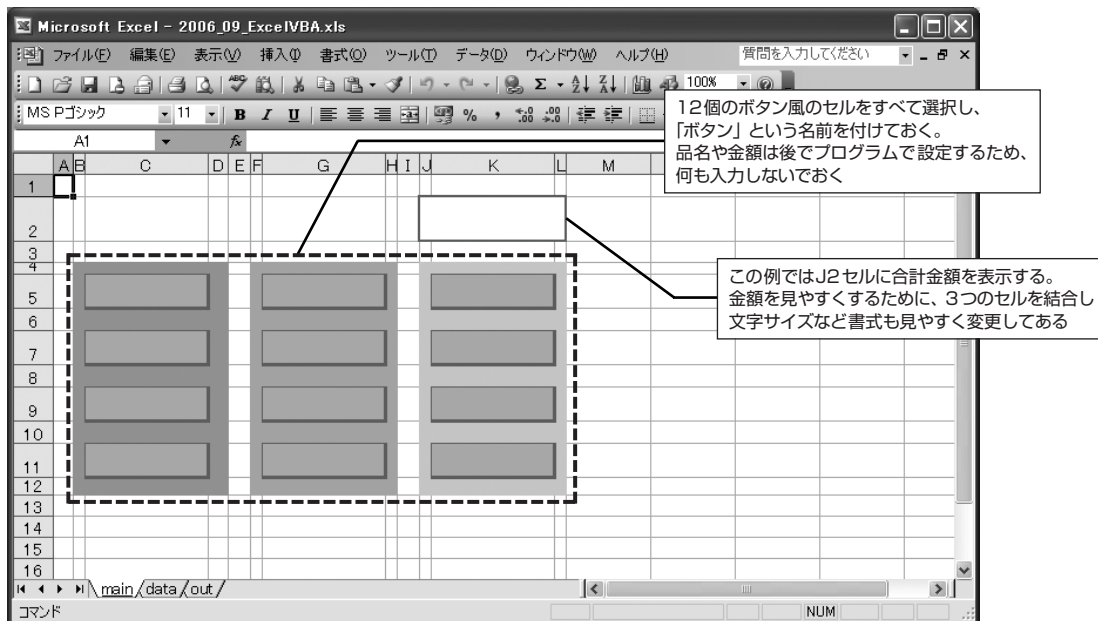 Microsoft Excel - 2006_09_ExcelVBA.xls
ファイル(F) 編集(E) 表示(V) 挿入(I) 書式(O) ツール(T) データ(D) ウィンドウ(W) ヘルプ(H) 質問を入力してください
100%
MS Pゴシック 11 B I U
12個のボタン風のセルをすべて選択し、
「ボタン」という名前を付けておく。
品名や金額は後でプログラムで設定するため、
何も入力しないでおく
A1 fx
A B C D E F G H I J K L M
1
2
3
4
5
6
7
8
9
10
11
12
13
14
15
16
この例ではJ2セルに合計金額を表示する。
金額を見やすくするために、3つのセルを結合し
文字サイズなど書式も見やすく変更してある
main data out
コマンド NUM